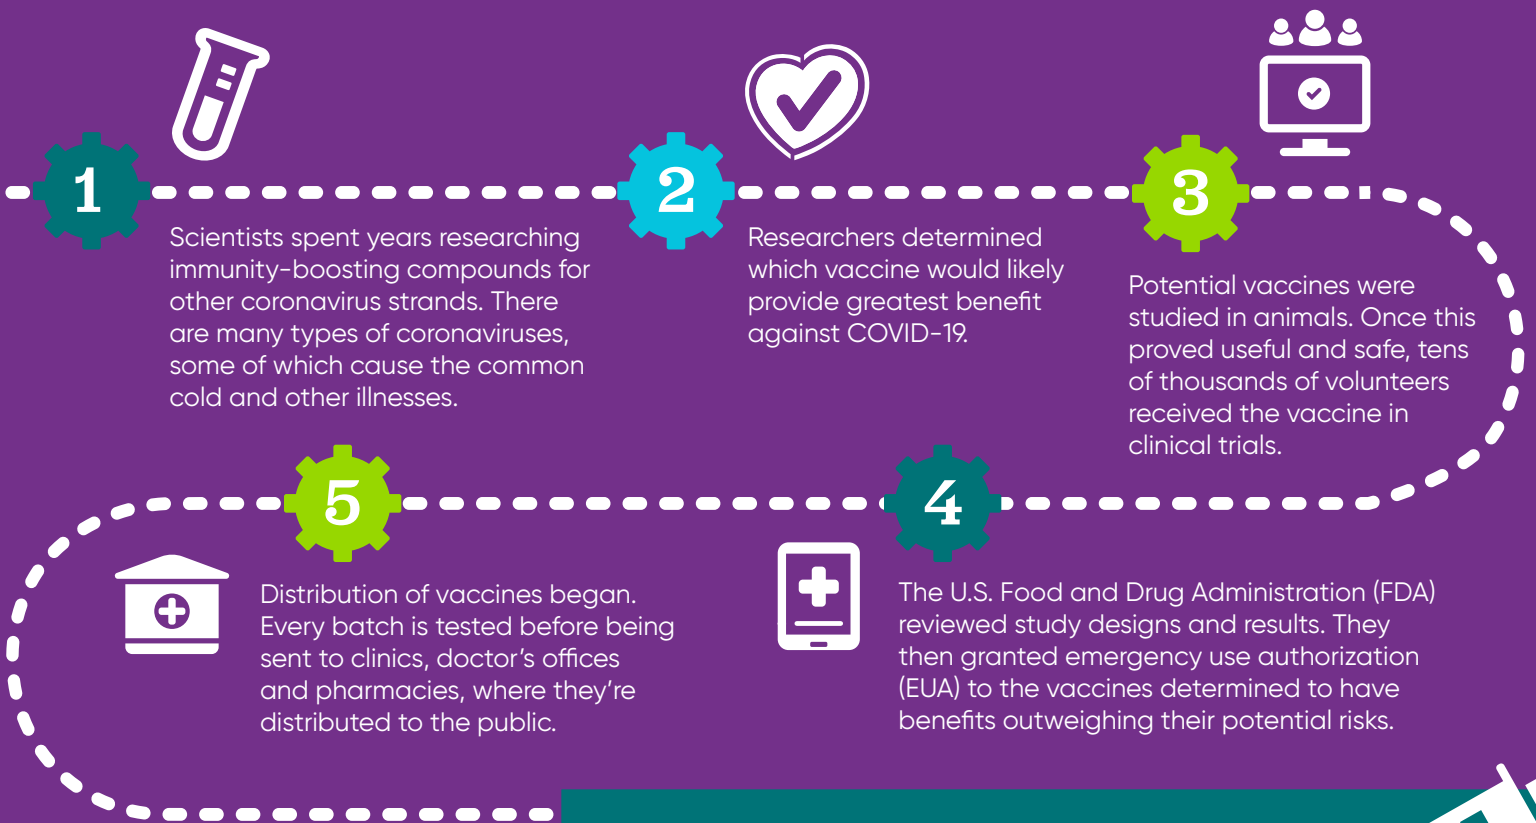 1
Scientists spent years researching
immunity-boosting compounds for
other coronavirus strands. There
are many types of coronaviruses,
some of which cause the common
cold and other illnesses.
2
Researchers determined
which vaccine would likely
provide greatest benefit
against COVID-19.
3
Potential vaccines were
studied in animals. Once this
proved useful and safe, tens
of thousands of volunteers
received the vaccine in
clinical trials.
4
The U.S. Food and Drug Administration (FDA)
reviewed study designs and results. They
then granted emergency use authorization
(EUA) to the vaccines determined to have
benefits outweighing their potential risks.
5
Distribution of vaccines began.
Every batch is tested before being
sent to clinics, doctor’s offices
and pharmacies, where they’re
distributed to the public.